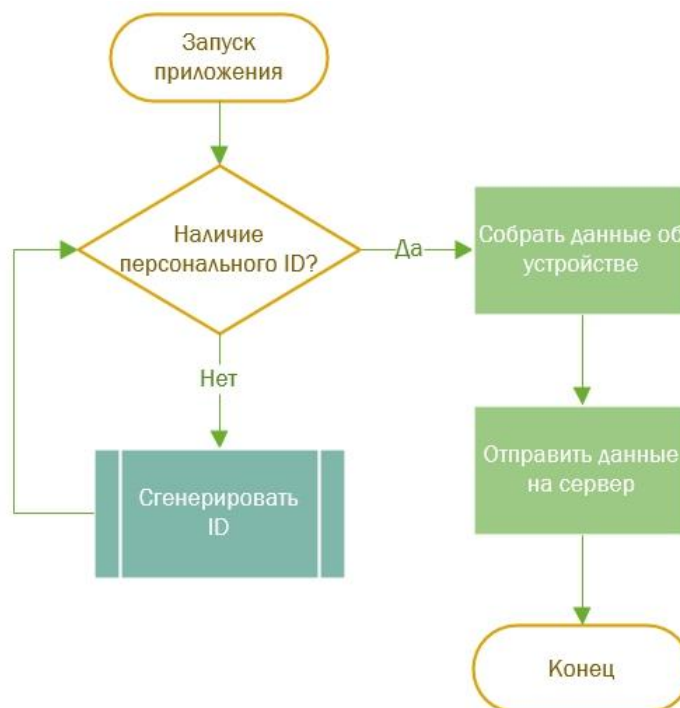 Запуск
приложения
Наличие
персонального ID?
Да
Собрать данные об
устройстве
Нет
Сгенерировать
ID
Отправить данные
на сервер
Конец